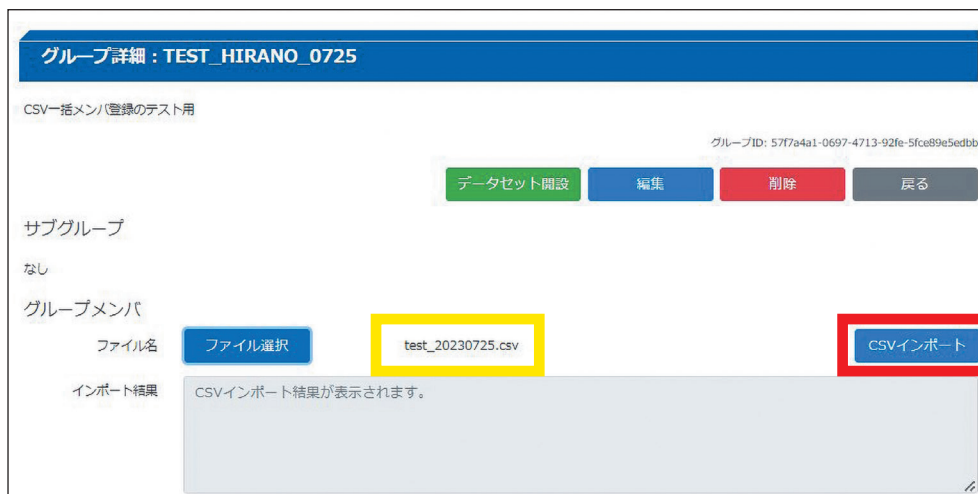 グループ詳細：TEST_HIRANO_0725
CSV一括メンバ登録のテスト用
グループID: 57f7a4a1-0697-4713-92fe-5fce89e5edbb
データセット開設 編集 削除 戻る
サブグループ
なし
グループメンバ
ファイル名 ファイル選択 test_20230725.csv CSVインポート
インポート結果 CSVインポート結果が表示されます。